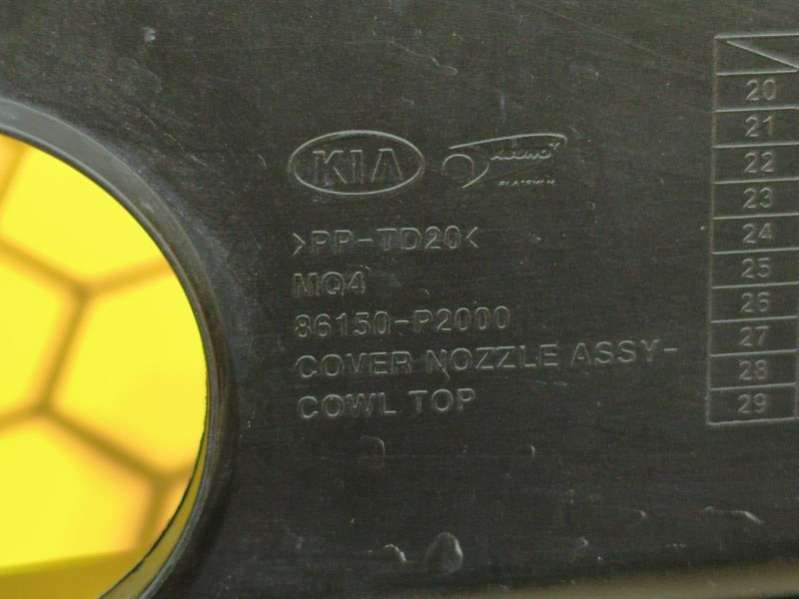 KIA
>PP-TD20<
MQ4
86150-P2000
COVER NOZZLE ASSY-
COWL TOP
20
21
22
23
24
25
26
27
28
29